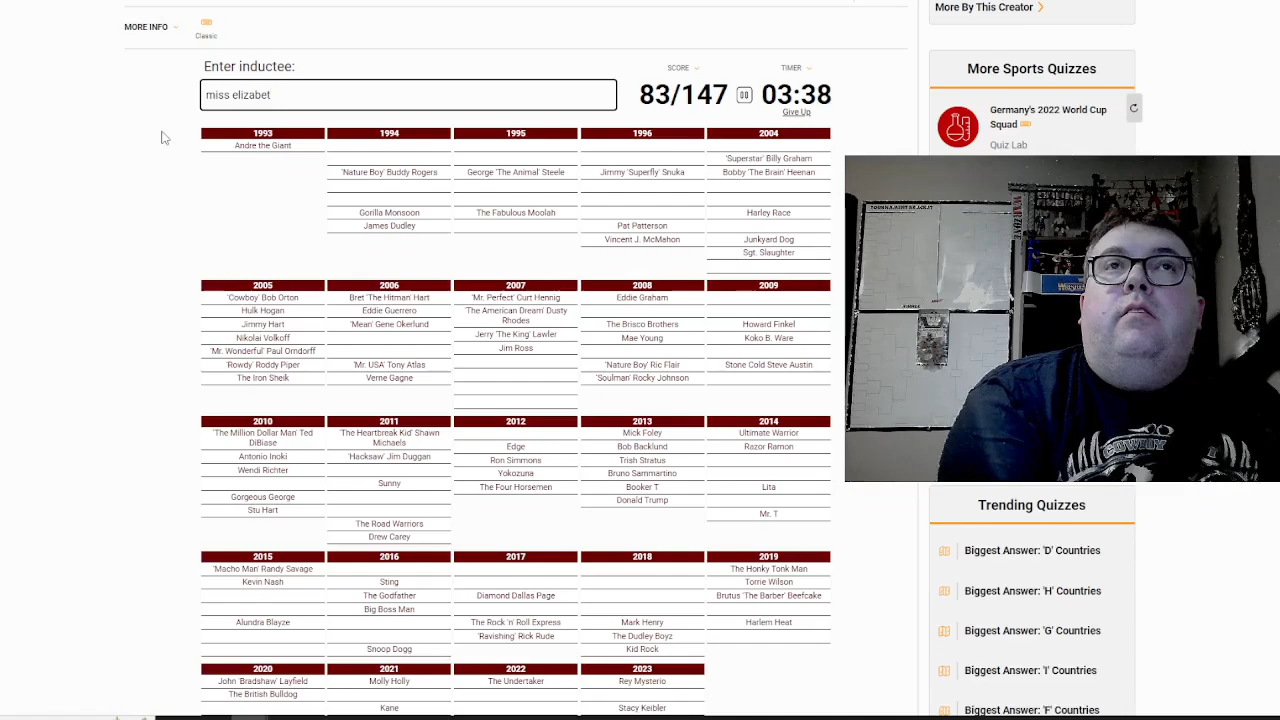 More By This Creator
MORE INFO
Classic
Enter inductee:
SCORE
TIMER
miss elizabet
83/147
03:38
Give Up
More Sports Quizzes
Germany's 2022 World Cup
Squad
Quiz Lab
1993 1994 1995 1996 2004
Andre the Giant
'Superstar' Billy Graham
'Nature Boy' Buddy Rogers George 'The Animal' Steele Jimmy 'Superfly' Snuka Bobby 'The Brain' Heenan
Gorilla Monsoon The Fabulous Moolah Harley Race
James Dudley Pat Patterson
Vincent J. McMahon Junkyard Dog
Sgt. Slaughter
2005 2006 2007 2008 2009
'Cowboy' Bob Orton Bret 'The Hitman' Hart 'Mr. Perfect' Curt Hennig Eddie Graham
Hulk Hogan Eddie Guerrero 'The American Dream' Dusty
Rhodes
Jimmy Hart 'Mean' Gene Okerlund The Brisco Brothers Howard Finkel
Nikolai Volkoff Jerry 'The King' Lawler Mae Young Koko B. Ware
'Mr. Wonderful' Paul Orndorff Jim Ross
'Rowdy' Roddy Piper 'Mr. USA' Tony Atlas 'Nature Boy' Ric Flair Stone Cold Steve Austin
The Iron Sheik Verne Gagne 'Soulman' Rocky Johnson
2010 2011 2012 2013 2014
'The Million Dollar Man' Ted
DiBiase
'The Heartbreak Kid' Shawn
Michaels
Mick Foley Ultimate Warrior
Edge Bob Backlund Razor Ramon
Antonio Inoki 'Hacksaw' Jim Duggan Ron Simmons Trish Stratus
Wendi Richter Yokozuna Bruno Sammartino
Sunny The Four Horsemen Booker T Lita
Gorgeous George Donald Trump
Stu Hart Mr. T
The Road Warriors
Drew Carey
2015 2016 2017 2018 2019
'Macho Man' Randy Savage The Honky Tonk Man
Kevin Nash Sting Torrie Wilson
The Godfather Diamond Dallas Page Brutus 'The Barber' Beefcake
Big Boss Man
Alundra Blayze The Rock 'n' Roll Express Mark Henry Harlem Heat
'Ravishing' Rick Rude The Dudley Boyz
Snoop Dogg Kid Rock
2020 2021 2022 2023
John 'Bradshaw' Layfield Molly Holly The Undertaker Rey Mysterio
The British Bulldog
Kane Stacy Keibler
Trending Quizzes
Biggest Answer: 'D' Countries
Biggest Answer: 'H' Countries
Biggest Answer: 'G' Countries
Biggest Answer: 'I' Countries
Biggest Answer: 'F' Countries